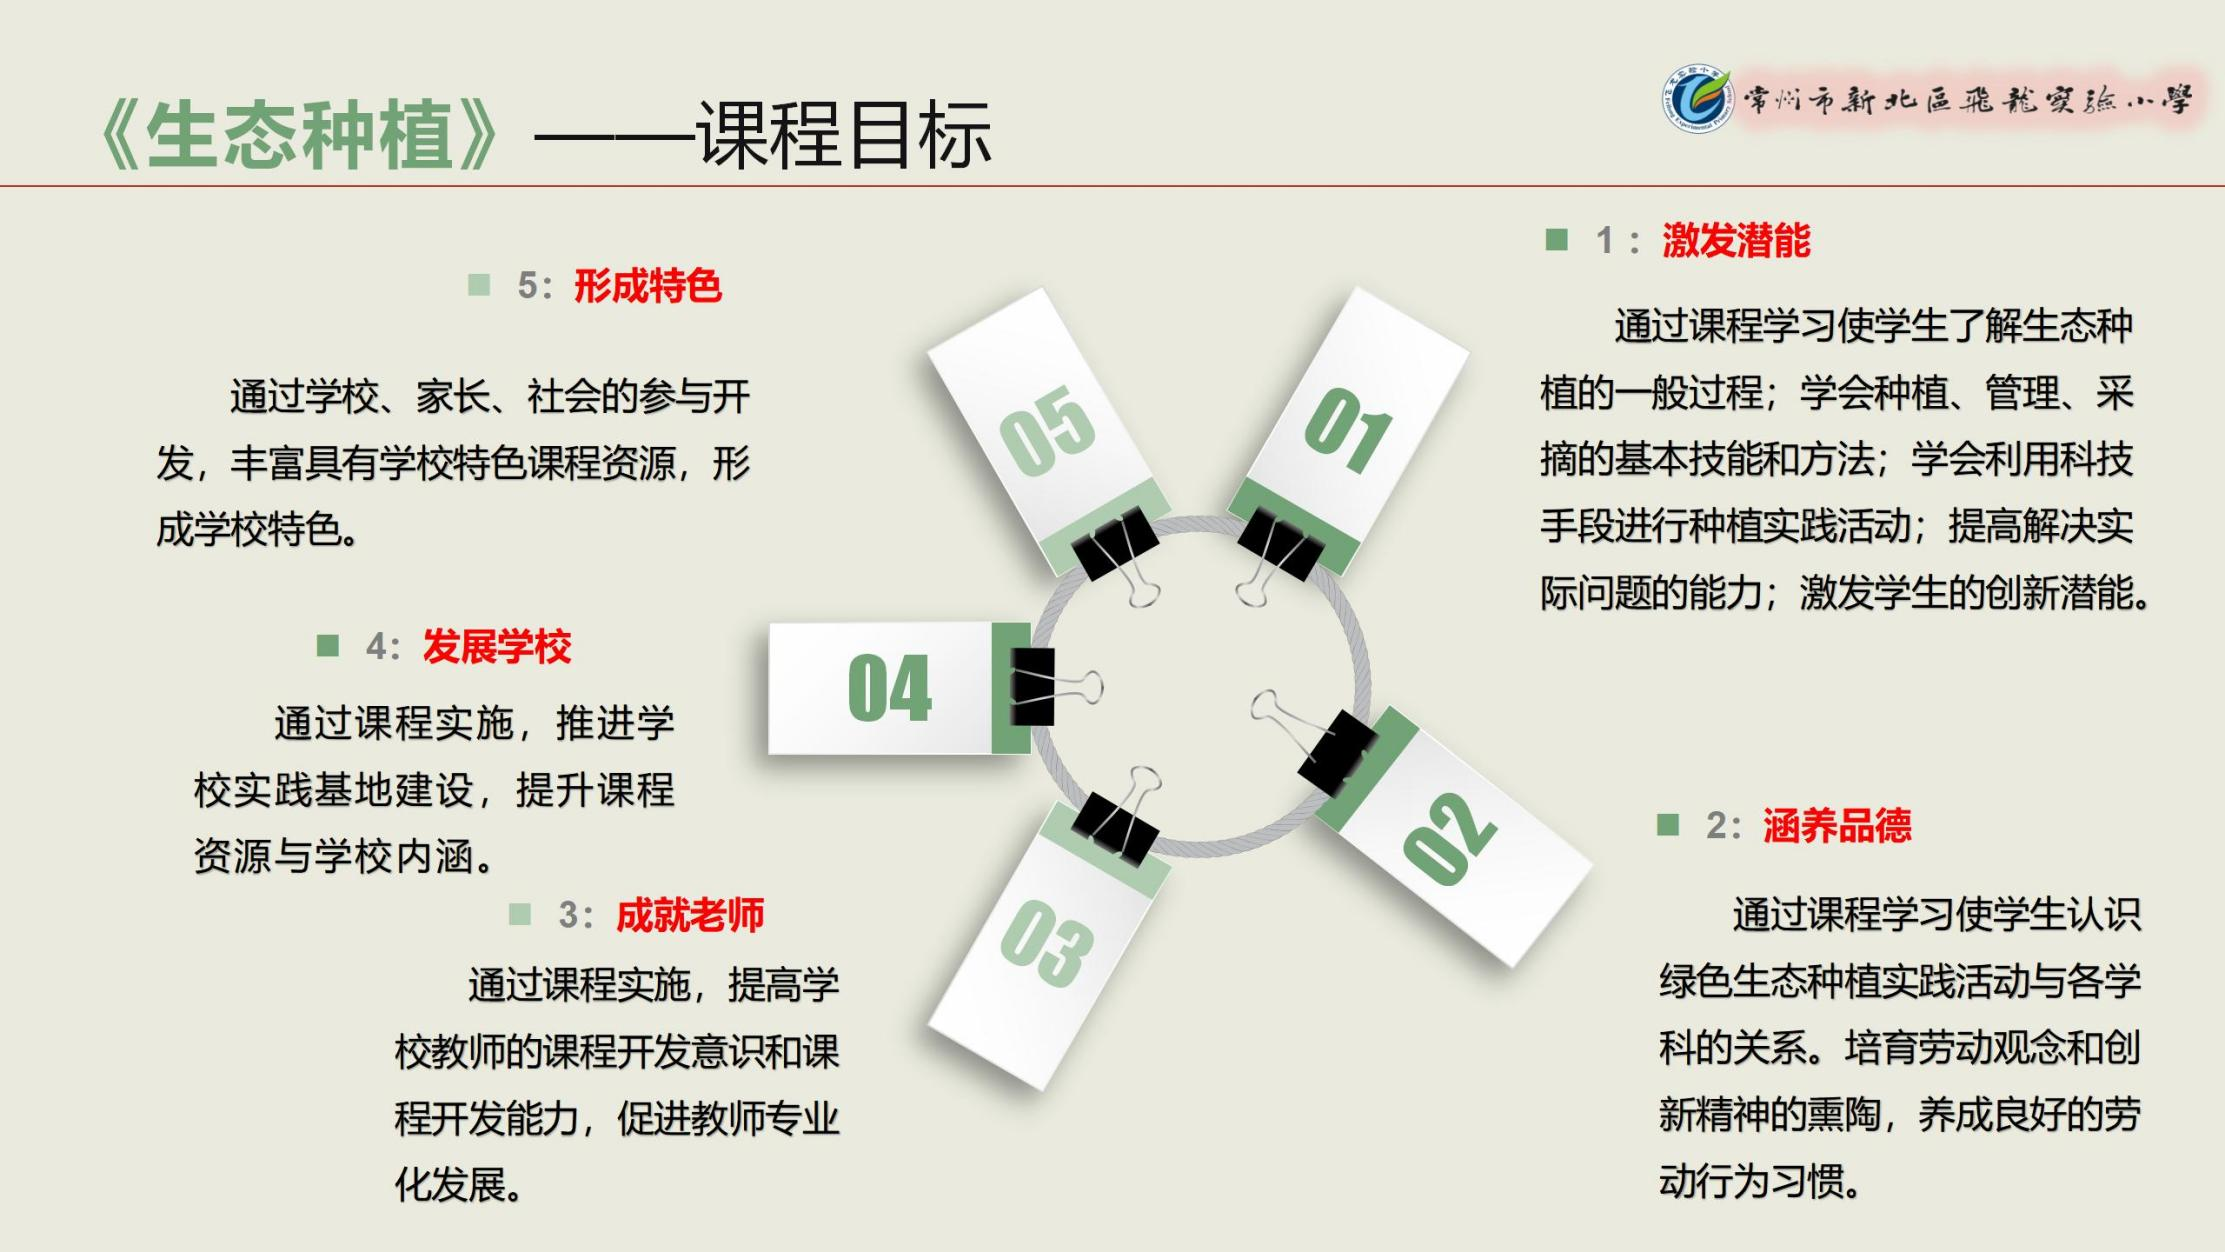 《生态种植》——课程目标
常州市新北區飛龍實驗小學
1：激发潜能
通过课程学习使学生了解生态种
植的一般过程；学会种植、管理、采
摘的基本技能和方法；学会利用科技
手段进行种植实践活动；提高解决实
际问题的能力；激发学生的创新潜能。
2：涵养品德
通过课程学习使学生认识
绿色生态种植实践活动与各学
科的关系。培育劳动观念和创
新精神的熏陶，养成良好的劳
动行为习惯。
3：成就老师
通过课程实施，提高学
校教师的课程开发意识和课
程开发能力，促进教师专业
化发展。
4：发展学校
通过课程实施，推进学
校实践基地建设，提升课程
资源与学校内涵。
5：形成特色
通过学校、家长、社会的参与开
发，丰富具有学校特色课程资源，形
成学校特色。
01
02
03
04
05